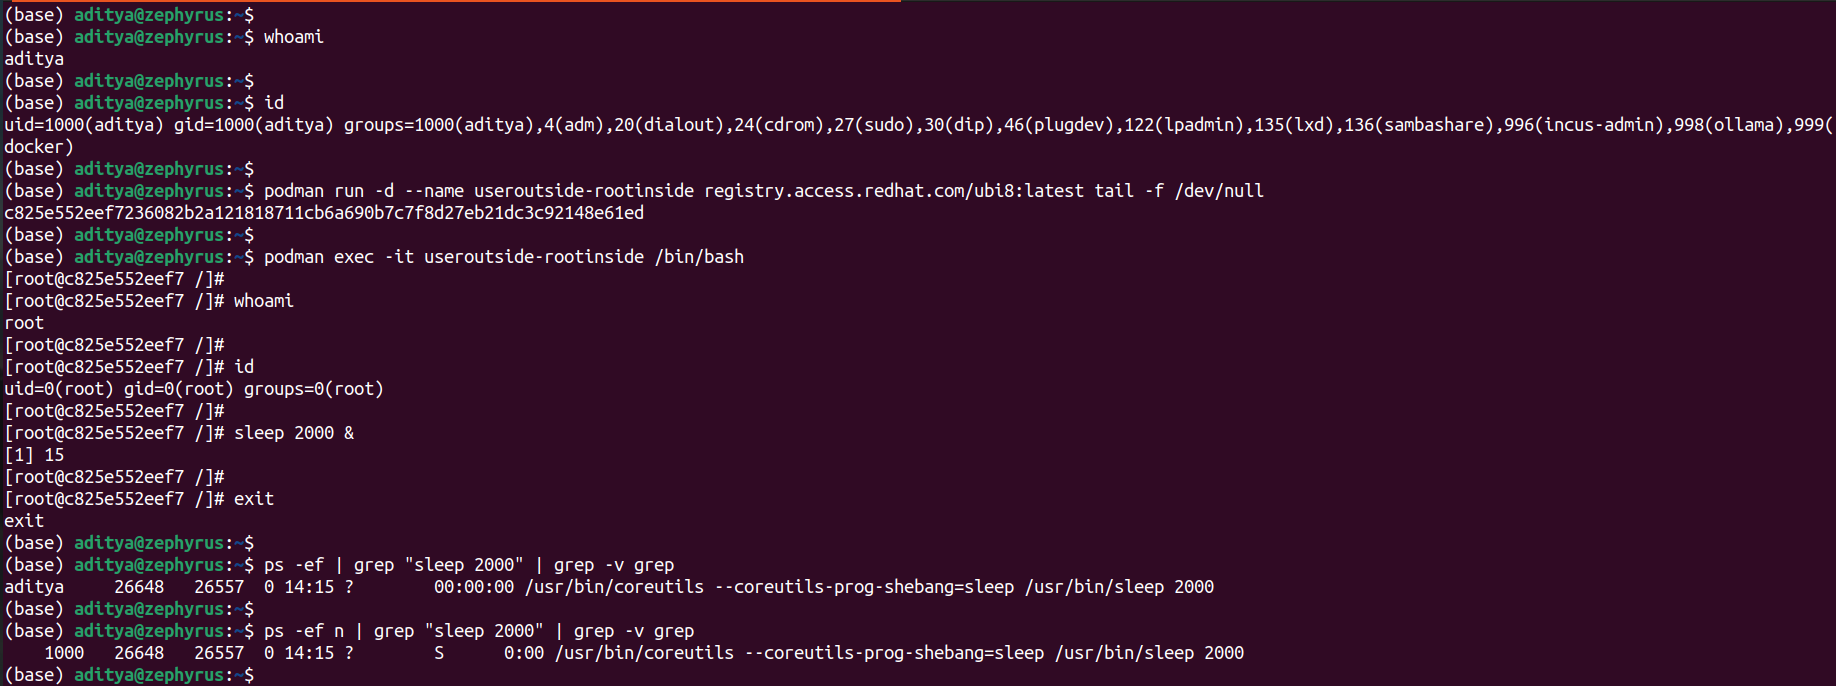 (base) aditya@zephyrus:~$
(base) aditya@zephyrus:~$ whoami
aditya
(base) aditya@zephyrus:~$
(base) aditya@zephyrus:~$ id
uid=1000(aditya) gid=1000(aditya) groups=1000(aditya),4(adm),20(dialout),24(cdrom),27(sudo),30(dip),46(plugdev),122(lpadmin),135(lxd),136(sambashare),996(incus-admin),998(ollama),999(
docker)
(base) aditya@zephyrus:~$
(base) aditya@zephyrus:~$ podman run -d --name useroutside-rootinside registry.access.redhat.com/ubi8:latest tail -f /dev/null
c825e552eef7236082b2a121818711cb6a690b7c7f8d27eb21dc3c92148e61ed
(base) aditya@zephyrus:~$
(base) aditya@zephyrus:~$ podman exec -it useroutside-rootinside /bin/bash
[root@c825e552eef7 /]#
[root@c825e552eef7 /]# whoami
root
[root@c825e552eef7 /]#
[root@c825e552eef7 /]# id
uid=0(root) gid=0(root) groups=0(root)
[root@c825e552eef7 /]#
[root@c825e552eef7 /]# sleep 2000 &
[1] 15
[root@c825e552eef7 /]#
[root@c825e552eef7 /]# exit
exit
(base) aditya@zephyrus:~$
(base) aditya@zephyrus:~$ ps -ef | grep "sleep 2000" | grep -v grep
aditya     26648   26557  0 14:15 ?        00:00:00 /usr/bin/coreutils --coreutils-prog-shebang=sleep /usr/bin/sleep 2000
(base) aditya@zephyrus:~$
(base) aditya@zephyrus:~$ ps -ef n | grep "sleep 2000" | grep -v grep
    1000   26648   26557  0 14:15 ?        S      0:00 /usr/bin/coreutils --coreutils-prog-shebang=sleep /usr/bin/sleep 2000
(base) aditya@zephyrus:~$